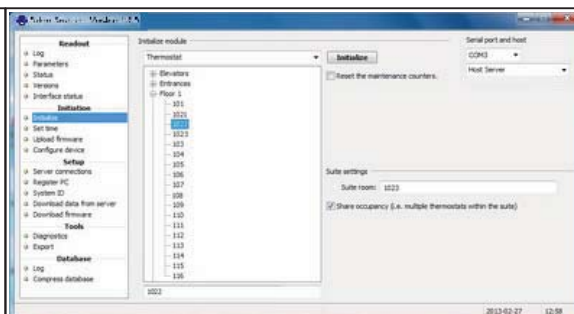 Readout
Log
Parameters
Status
Versions
Interface status
Initiation
Initialize
Set time
Upload firmware
Configure device
Setup
Server connections
Register PC
System ID
Download data from server
Download firmware
Tools
Diagnostics
Export
Database
Log
Compress database
Initialize module
Thermostat
Initialize
Elevators
Entrances
Floor 1
101
1021
1022
1023
103
104
105
106
107
108
109
110
111
112
113
114
115
116
1022
Reset the maintenance counters.
Serial port and host
COM3
Host Server
Suite settings
Suite room: 1023
Share occupancy (i.e. multiple thermostats within the suite)
2013-02-27 12:58